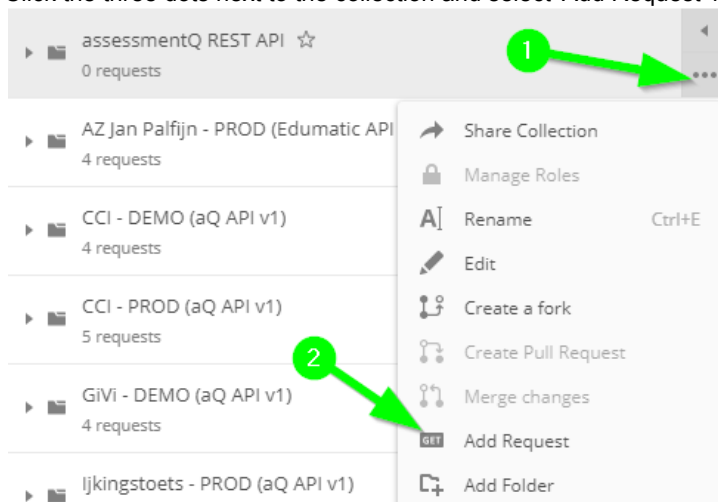 Click the three dots next to the collection and select 'Add Request'.
assessmentQ REST API
0 requests
1
AZ Jan Palfijn - PROD (Edumatic API
4 requests
CCI - DEMO (aQ API v1)
4 requests
CCI - PROD (aQ API v1)
5 requests
2
GiVi - DEMO (aQ API v1)
4 requests
Ijkingstoets - PROD (aQ API v1)
Share Collection
Manage Roles
A Rename Ctrl+E
Edit
Create a fork
Create Pull Request
Merge changes
GET Add Request
Add Folder